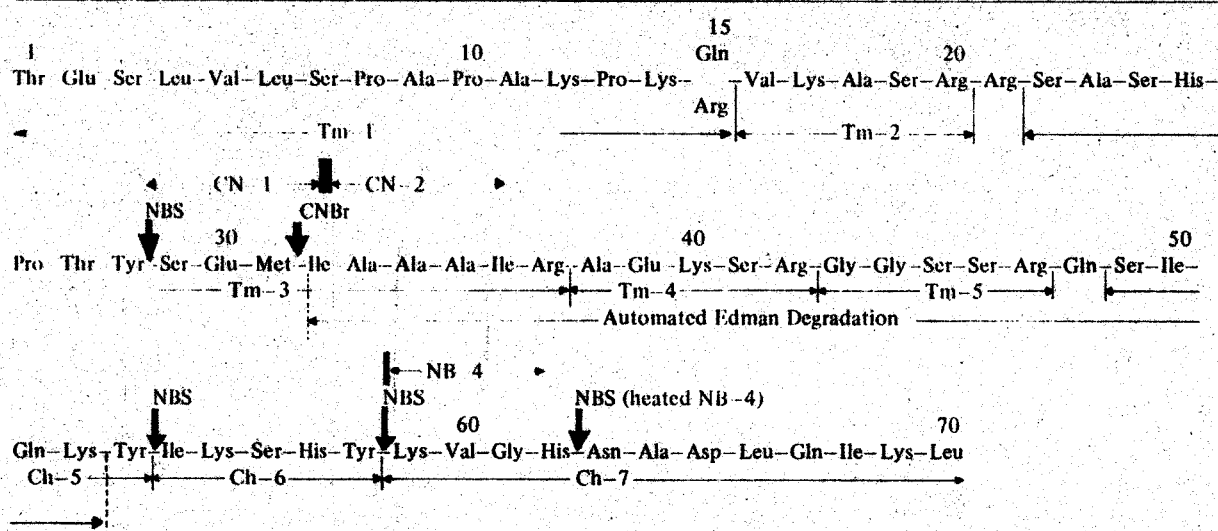 1 10 15 20
Gln
Thr Glu Ser Leu-Val-Leu-Ser-Pro-Ala-Pro-Ala-Lys-Pro-Lys- -Val-Lys-Ala-Ser-Arg-Arg-Ser-Ala-Ser-His-
Arg
Tm-1 Tm-2
CN-1 CN-2
NBS CNBr
30 40 50
Pro Thr Tyr-Ser-Glu-Met-Ile Ala-Ala-Ala-Ile-Arg-Ala-Glu Lys-Ser-Arg-Gly-Gly-Ser-Ser-Arg-Gln-Ser-Ile-
Tm-3 Tm-4 Tm-5
Automated Edman Degradation
NB 4
NBS NBS NBS (heated NB-4)
60 70
Gln-Lys-Tyr-Ile-Lys-Ser-His-Tyr-Lys-Val-Gly-His-Asn-Ala-Asp-Leu-Gln-Ile-Lys-Leu
Ch-5 Ch-6 Ch-7